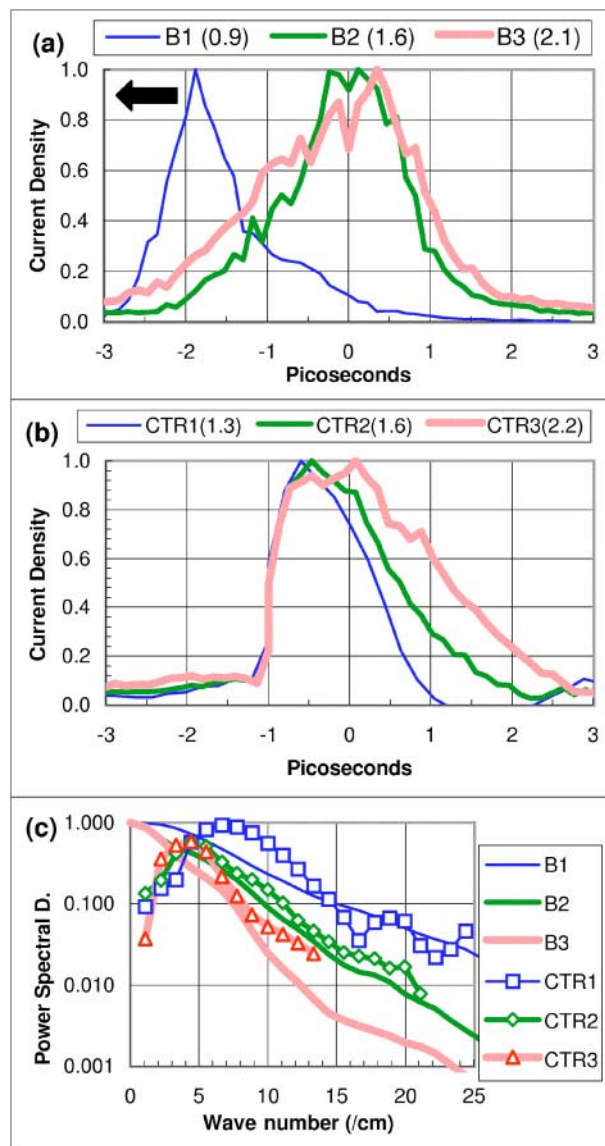 (a) B1 (0.9) B2 (1.6) B3 (2.1)
1.0
0.8
0.6
0.4
0.2
0.0
Current Density
-3 -2 -1 0 1 2 3
Picoseconds
(b) CTR1(1.3) CTR2(1.6) CTR3(2.2)
1.0
0.8
0.6
0.4
0.2
0.0
Current Density
-3 -2 -1 0 1 2 3
Picoseconds
(c)
1.000
0.100
0.010
0.001
Power Spectral D.
0 5 10 15 20 25
Wave number (/cm)
B1
B2
B3
CTR1
CTR2
CTR3